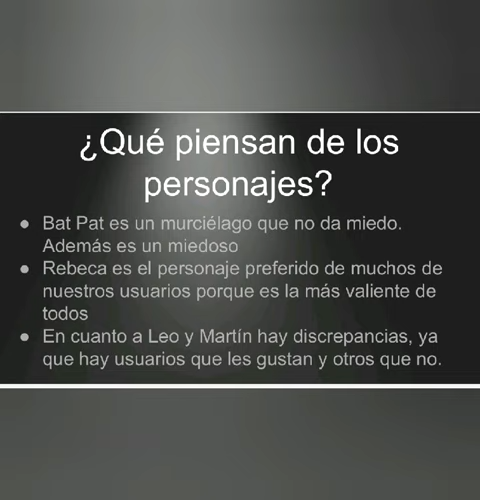 ¿Qué piensan de los
personajes?
● Bat Pat es un murciélago que no da miedo.
Además es un miedoso
● Rebeca es el personaje preferido de muchos de
nuestros usuarios porque es la más valiente de
todos
● En cuanto a Leo y Martín hay discrepancias, ya
que hay usuarios que les gustan y otros que no.